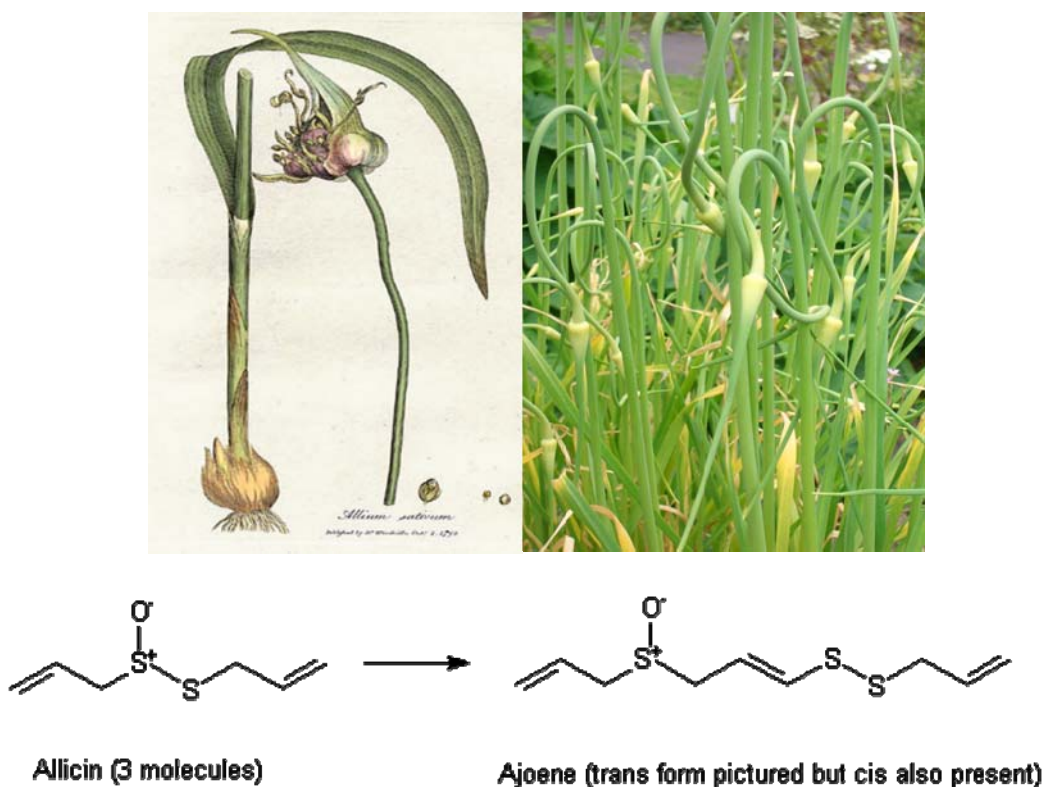 Allium sativum
O-
S+
S
Allicin (3 molecules)
O-
S+
S
S
Ajoene (trans form pictured but cis also present)